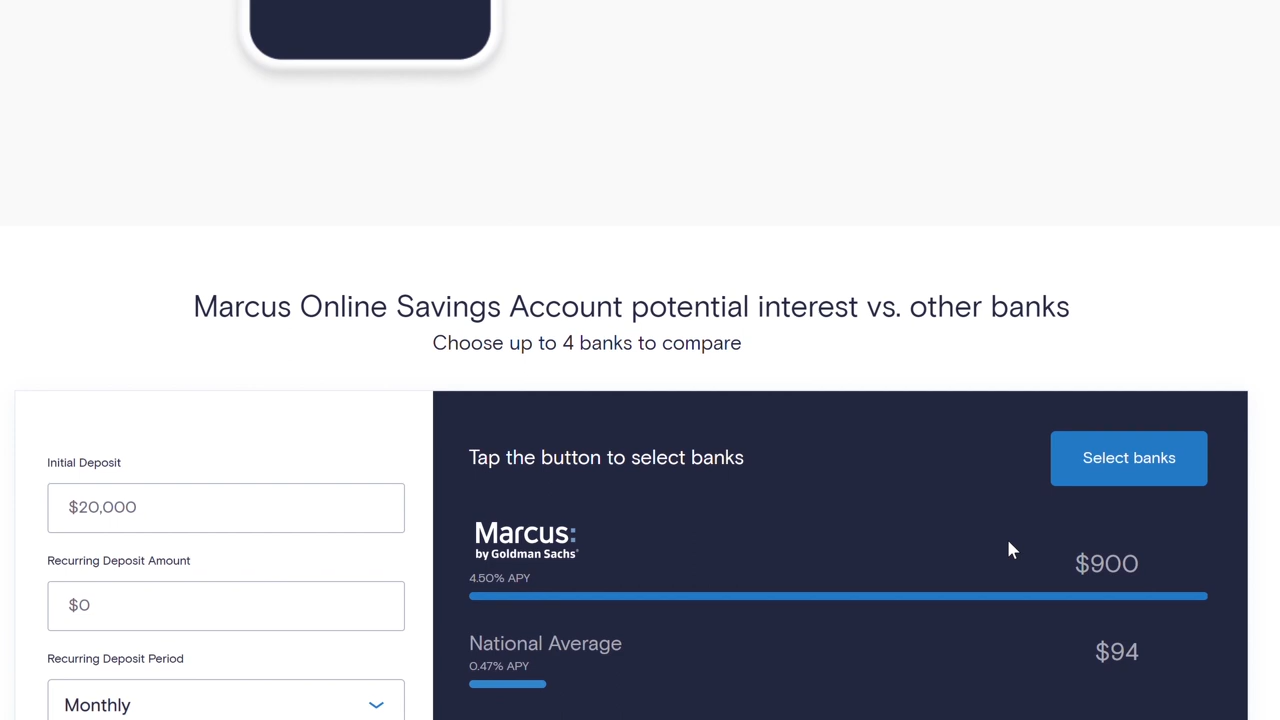 Marcus Online Savings Account potential interest vs. other banks
Choose up to 4 banks to compare
Initial Deposit
$20,000
Recurring Deposit Amount
$0
Recurring Deposit Period
Monthly
Tap the button to select banks
Select banks
Marcus:
by Goldman Sachs®
4.50% APY
$900
National Average
0.47% APY
$94